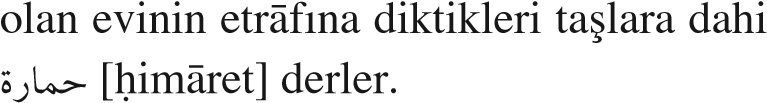 olan evinin etrāfına diktikleri taşlara dahi
حمارة [ḥimāret] derler.